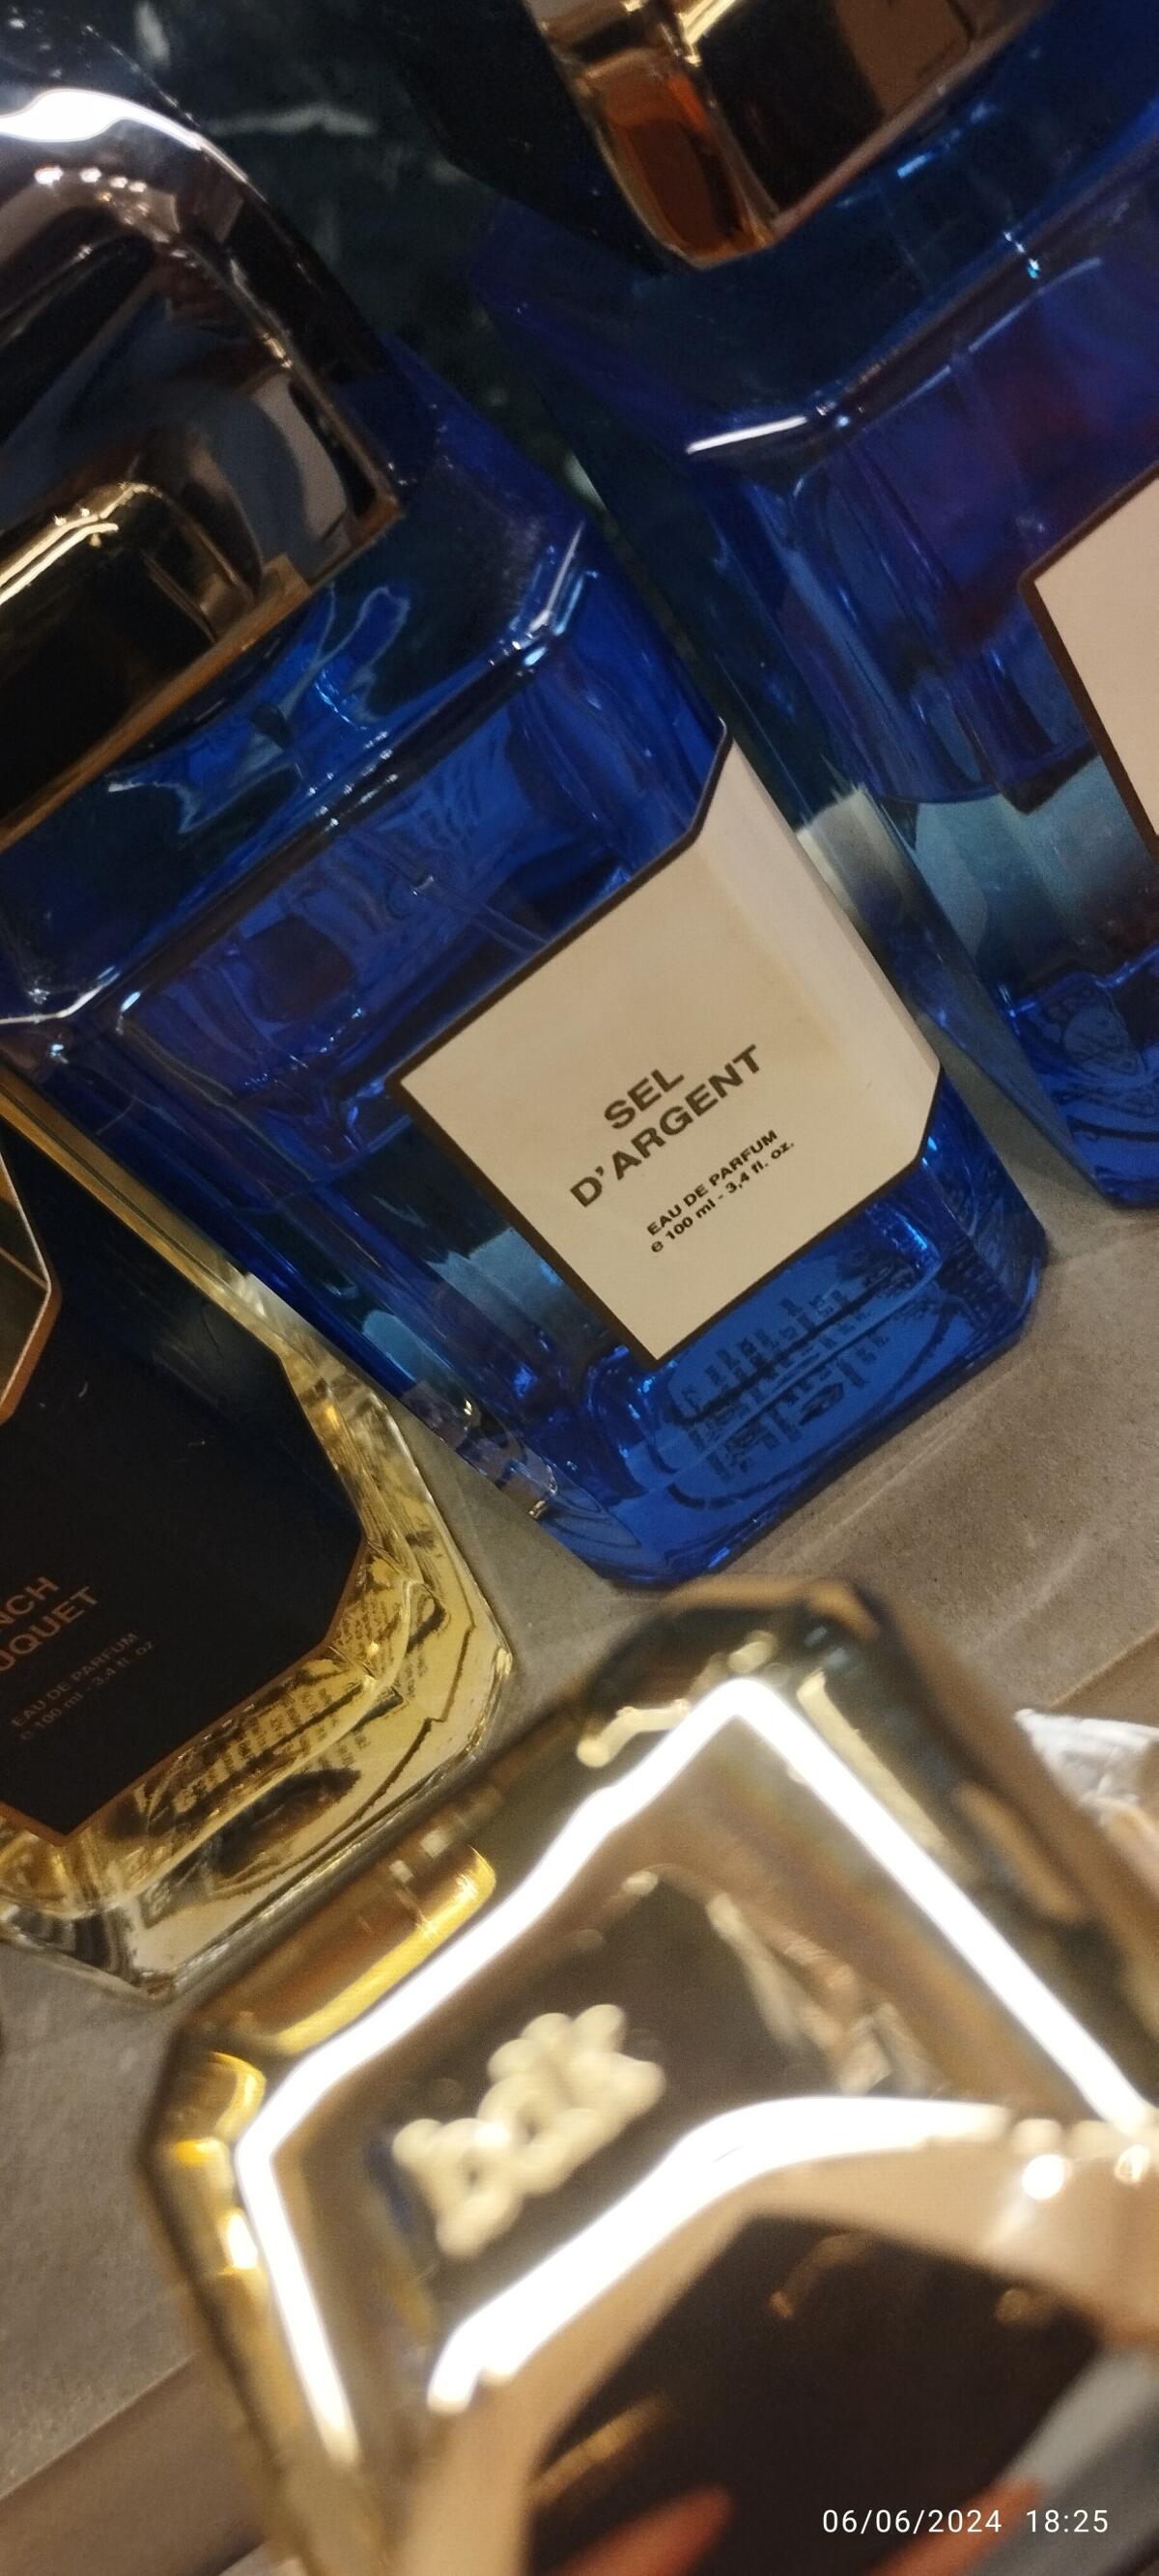 SEL
D'ARGENT
EAU DE PARFUM
e 100 ml - 3,4 fl. oz.
EAU DE PARFUM
e 100 ml - 3,4 fl. oz.
06/06/2024 18:25